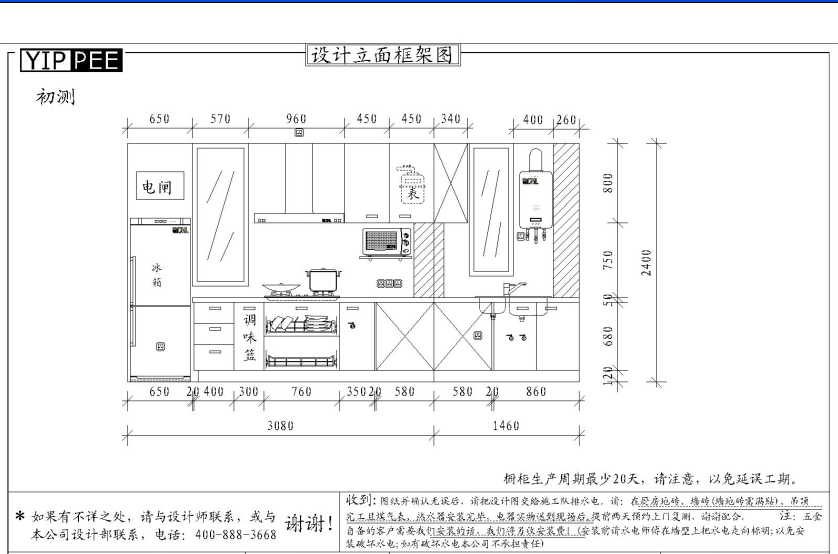 YIPPEE
设计立面框架图
初测
650 570 960 450 450 340 400 260
电闸
表
冰
箱
调
味
篮
800
750
50
680
120
2400
650 20 400 300 760 350 20 580 580 20 860
3080 1460
橱柜生产周期最少20天，请注意，以免延误工期。
* 如果有不详之处，请与设计师联系，或与
本公司设计部联系，电话：400-888-3668
谢谢!
收到: 图纸并确认无误后，请把设计图交给施工队排水电，请：在厨房地砖、墙砖(墙地砖需满贴)、吊顶
完工且煤气表、热水器安装完毕，电器实物送到现场后，提前两天预约上门复测，谢谢配合。 注：五金
自备的客户需要我们安装的话，我们得另收安装费！(安装前请水电师傅在墙壁上把水电走向标明;以免安
装破坏水电;如有破坏水电本公司不承担责任)